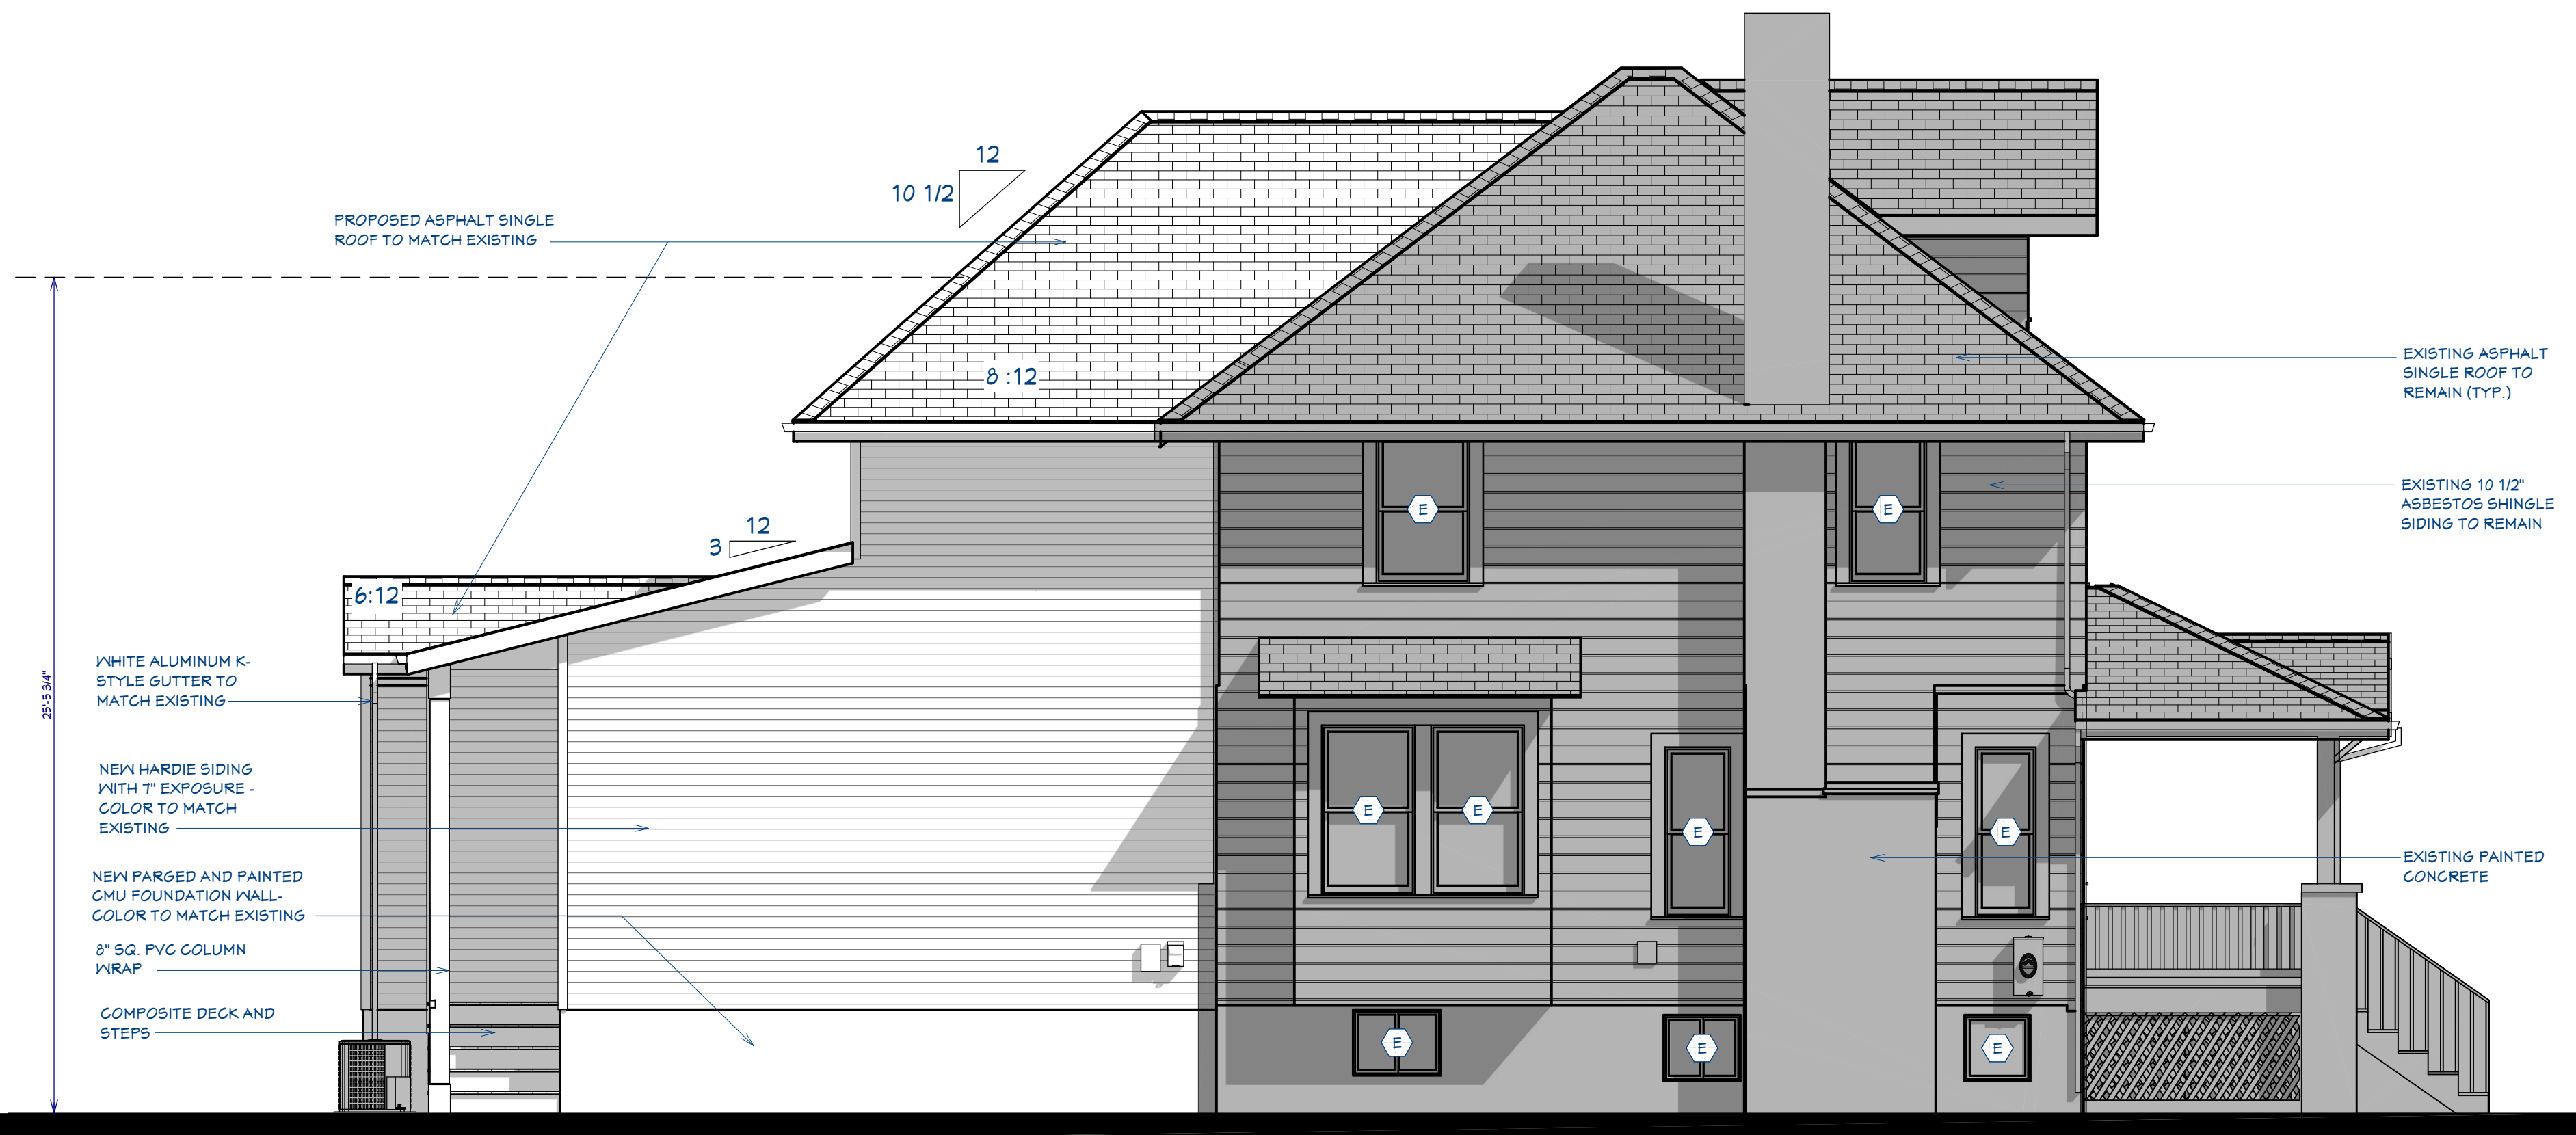 12
10 1/2
PROPOSED ASPHALT SINGLE
ROOF TO MATCH EXISTING
8 :12
EXISTING ASPHALT
SINGLE ROOF TO
REMAIN (TYP.)
EXISTING 10 1/2"
ASBESTOS SHINGLE
SIDING TO REMAIN
E
E
12
3
6:12
25'-5 3/4"
WHITE ALUMINUM K-
STYLE GUTTER TO
MATCH EXISTING
NEW HARDIE SIDING
WITH 7" EXPOSURE -
COLOR TO MATCH
EXISTING
E
E
E
E
EXISTING PAINTED
CONCRETE
NEW PARGED AND PAINTED
CMU FOUNDATION WALL-
COLOR TO MATCH EXISTING
8" SQ. PVC COLUMN
WRAP
COMPOSITE DECK AND
STEPS
E
E
E